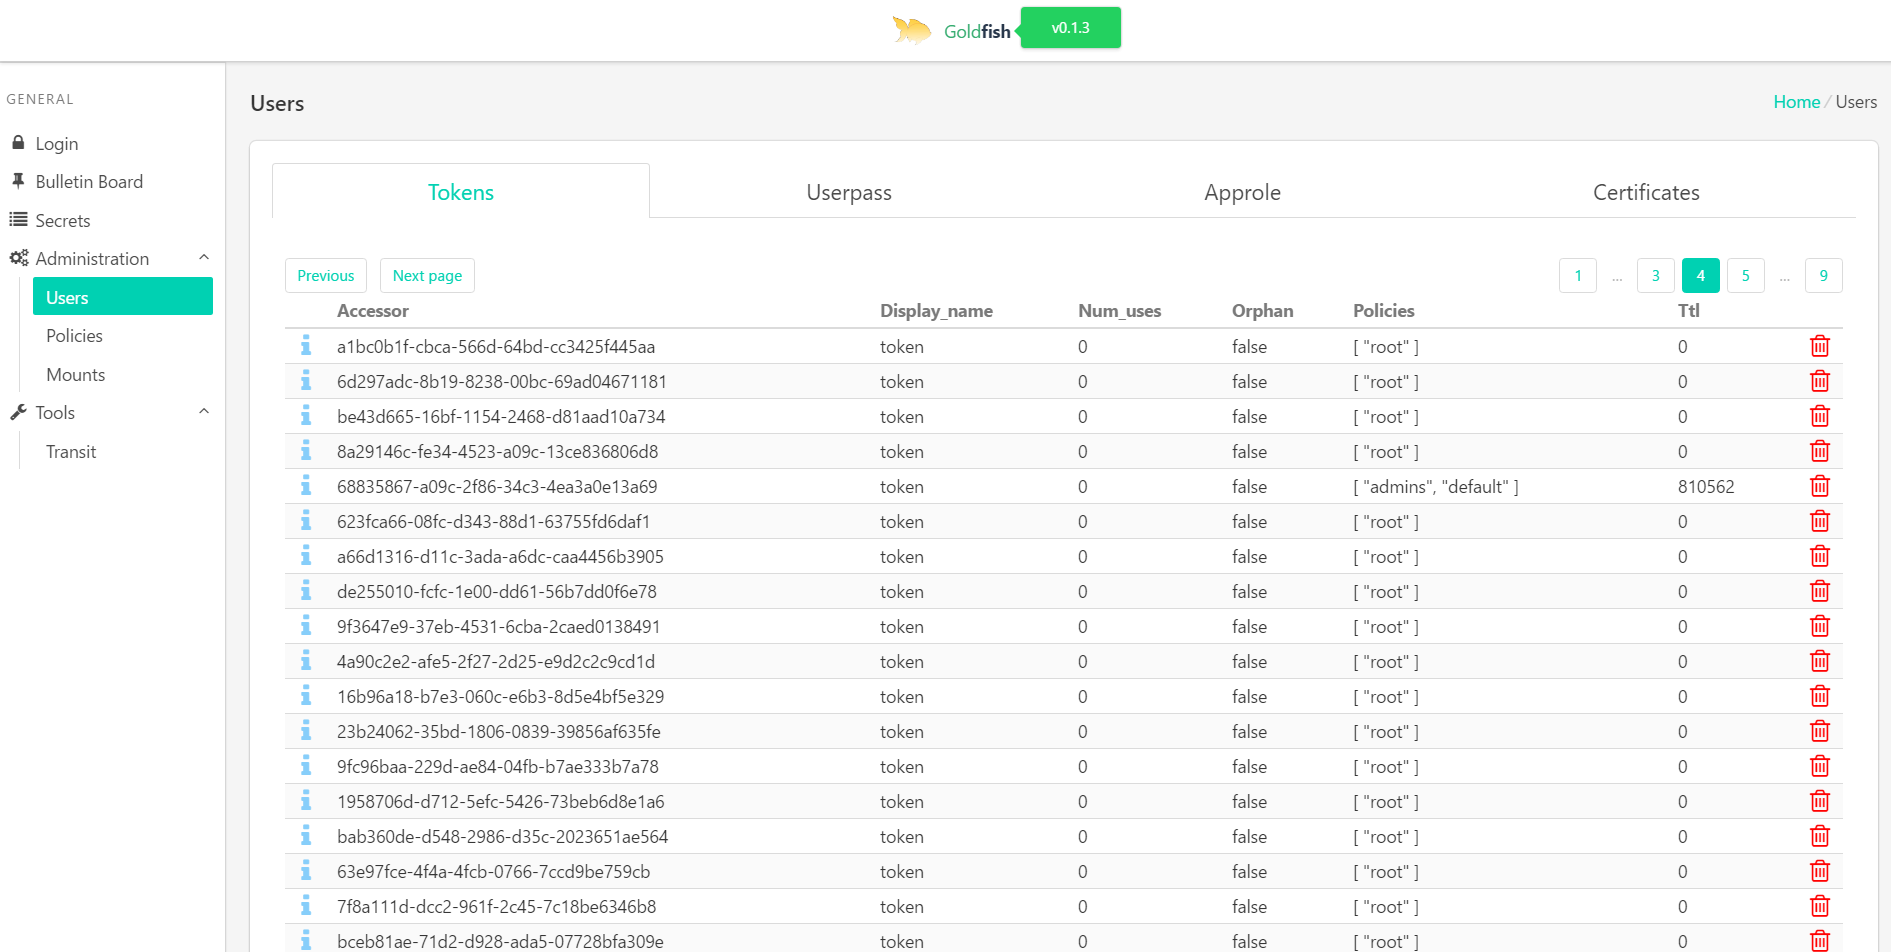 Goldfish v0.1.3
GENERAL
Login
Bulletin Board
Secrets
Administration
Users
Policies
Mounts
Tools
Transit
Users
Home / Users
Tokens Userpass Approle Certificates
Previous Next page 1 ... 3 4 5 ... 9
Accessor Display_name Num_uses Orphan Policies Ttl
a1bc0b1f-cbca-566d-64bd-cc3425f445aa token 0 false [ "root" ] 0
6d297adc-8b19-8238-00bc-69ad04671181 token 0 false [ "root" ] 0
be43d665-16bf-1154-2468-d81aad10a734 token 0 false [ "root" ] 0
8a29146c-fe34-4523-a09c-13ce836806d8 token 0 false [ "root" ] 0
68835867-a09c-2f86-34c3-4ea3a0e13a69 token 0 false [ "admins", "default" ] 810562
623fca66-08fc-d343-88d1-63755fd6daf1 token 0 false [ "root" ] 0
a66d1316-d11c-3ada-a6dc-caa4456b3905 token 0 false [ "root" ] 0
de255010-fcfc-1e00-dd61-56b7dd0f6e78 token 0 false [ "root" ] 0
9f3647e9-37eb-4531-6cba-2caed0138491 token 0 false [ "root" ] 0
4a90c2e2-afe5-2f27-2d25-e9d2c2c9cd1d token 0 false [ "root" ] 0
16b96a18-b7e3-060c-e6b3-8d5e4bf5e329 token 0 false [ "root" ] 0
23b24062-35bd-1806-0839-39856af635fe token 0 false [ "root" ] 0
9fc96baa-229d-ae84-04fb-b7ae333b7a78 token 0 false [ "root" ] 0
1958706d-d712-5efc-5426-73beb6d8e1a6 token 0 false [ "root" ] 0
bab360de-d548-2986-d35c-2023651ae564 token 0 false [ "root" ] 0
63e97fce-4f4a-4fcb-0766-7ccd9be759cb token 0 false [ "root" ] 0
7f8a111d-dcc2-961f-2c45-7c18be6346b8 token 0 false [ "root" ] 0
bceb81ae-71d2-d928-ada5-07728bfa309e token 0 false [ "root" ] 0